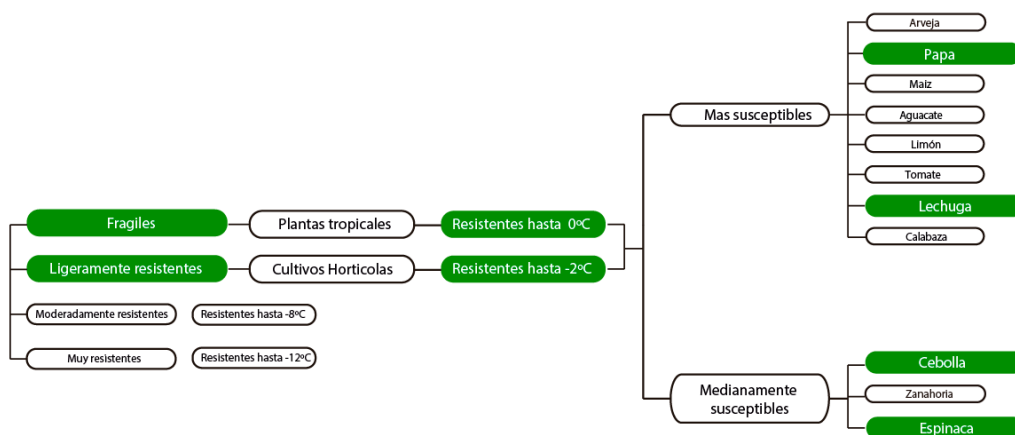 Fragiles
Plantas tropicales
Resistentes hasta 0ºC
Ligeramente resistentes
Cultivos Horticolas
Resistentes hasta -2ºC
Moderadamente resistentes
Resistentes hasta -8ºC
Muy resistentes
Resistentes hasta -12ºC
Mas susceptibles
Arveja
Papa
Maiz
Aguacate
Limón
Tomate
Lechuga
Calabaza
Medianamente
susceptibles
Cebolla
Zanahoria
Espinaca